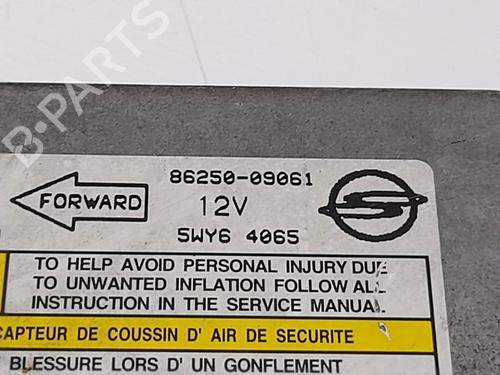 B-PARTS
86250-09061
FORWARD
12V
5WY6 4065
TO HELP AVOID PERSONAL INJURY DUE
TO UNWANTED INFLATION FOLLOW ALL
INSTRUCTION IN THE SERVICE MANUAL
CAPTEUR DE COUSSIN D' AIR DE SECURITE
BLESSURE LORS D' UN GONFLEMENT